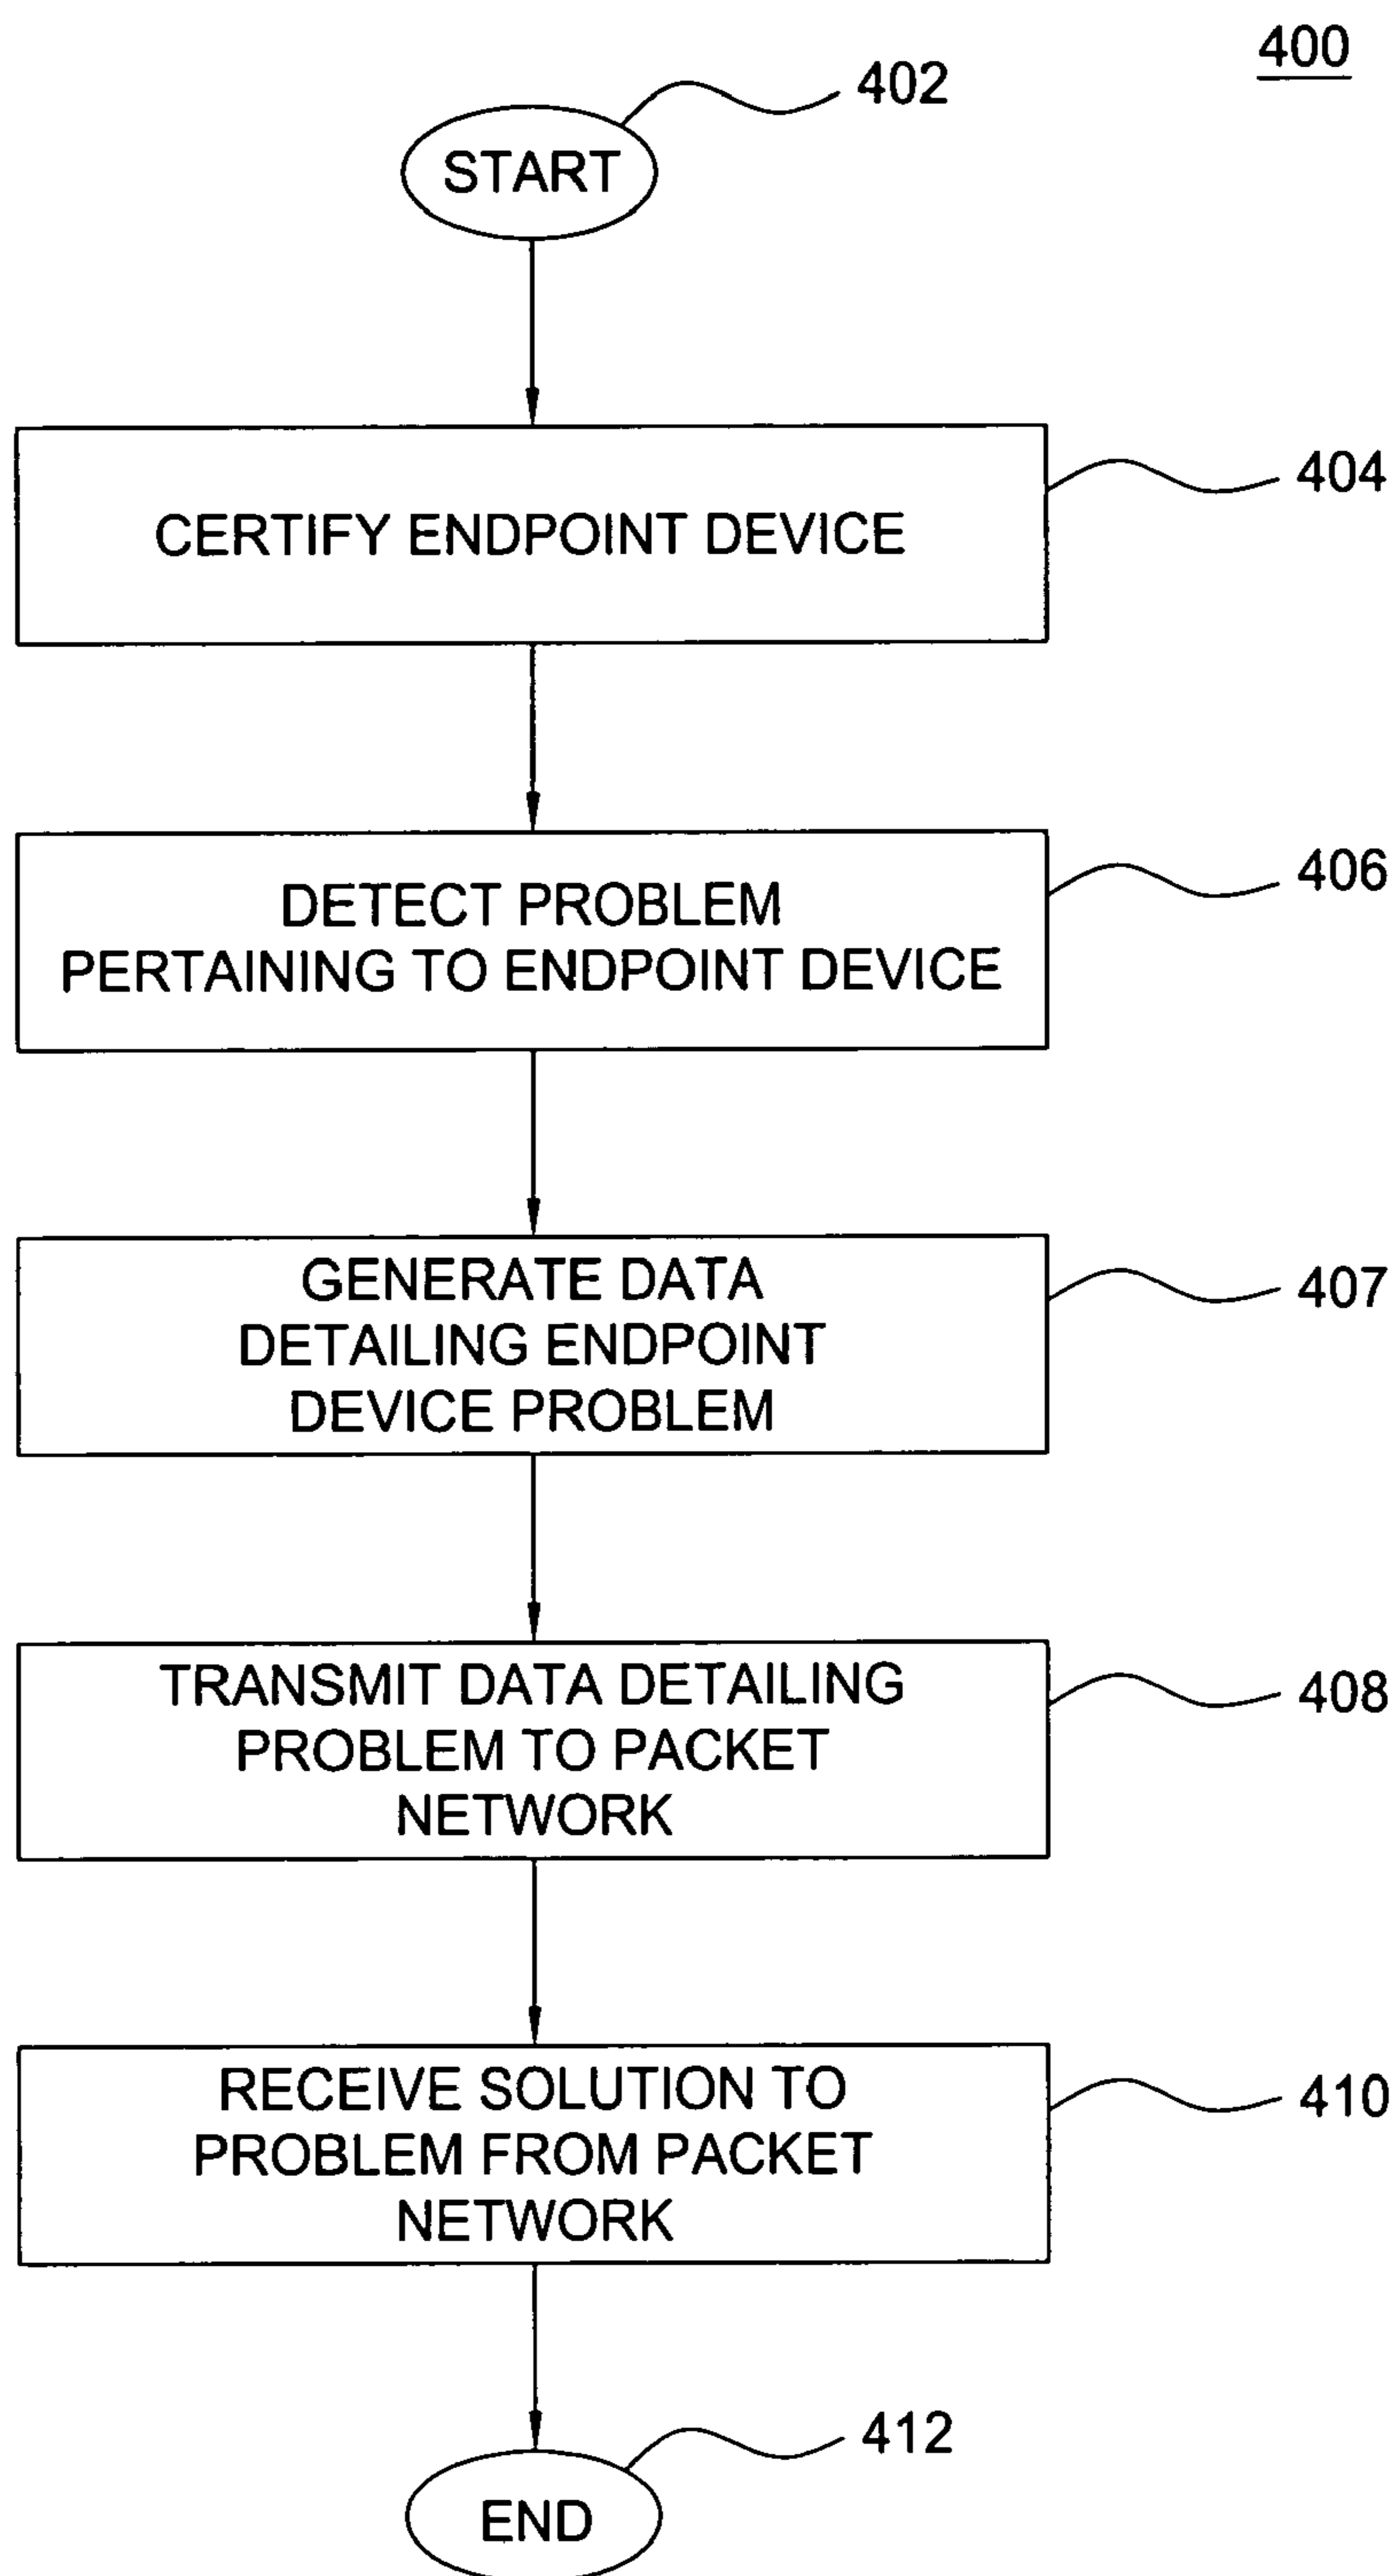 400
402
START
CERTIFY ENDPOINT DEVICE
404
DETECT PROBLEM
PERTAINING TO ENDPOINT DEVICE
406
GENERATE DATA
DETAILING ENDPOINT
DEVICE PROBLEM
407
TRANSMIT DATA DETAILING
PROBLEM TO PACKET
NETWORK
408
RECEIVE SOLUTION TO
PROBLEM FROM PACKET
NETWORK
410
412
END